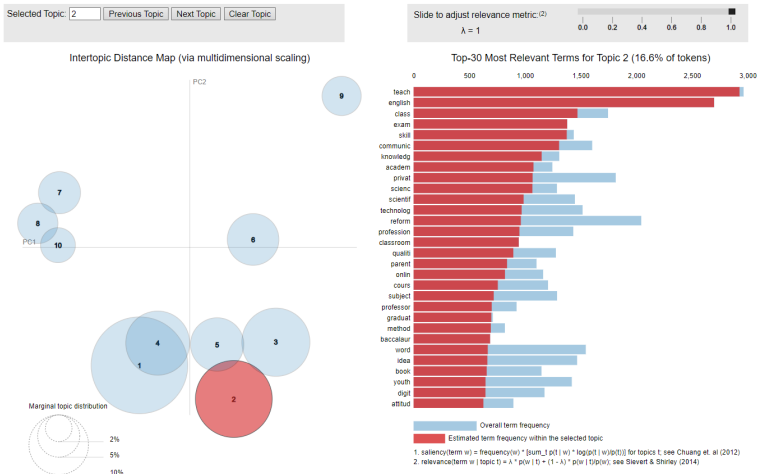 Selected Topic: 2 Previous Topic Next Topic Clear Topic
Slide to adjust relevance metric:(2)
λ = 1
0.0 0.2 0.4 0.6 0.8 1.0
Intertopic Distance Map (via multidimensional scaling)
PC2
PC1
9
7
8
10
6
4
1
5
3
2
Marginal topic distribution
2%
5%
10%
Top-30 Most Relevant Terms for Topic 2 (16.6% of tokens)
0 500 1,000 1,500 2,000 2,500 3,000
teach
english
class
exam
skill
communic
knowledg
academ
privat
scienc
scientif
technolog
reform
profession
classroom
qualiti
parent
onlin
cours
subject
professor
graduat
method
baccalaur
word
idea
book
youth
digit
attitud
Overall term frequency
Estimated term frequency within the selected topic
1. saliency(term w) = frequency(w) * [sum_t p(t | w) * log(p(t | w)/p(t))] for topics t; see Chuang et. al (2012)
2. relevance(term w | topic t) = λ * p(w | t) + (1 - λ) * p(w | t)/p(w); see Sievert & Shirley (2014)